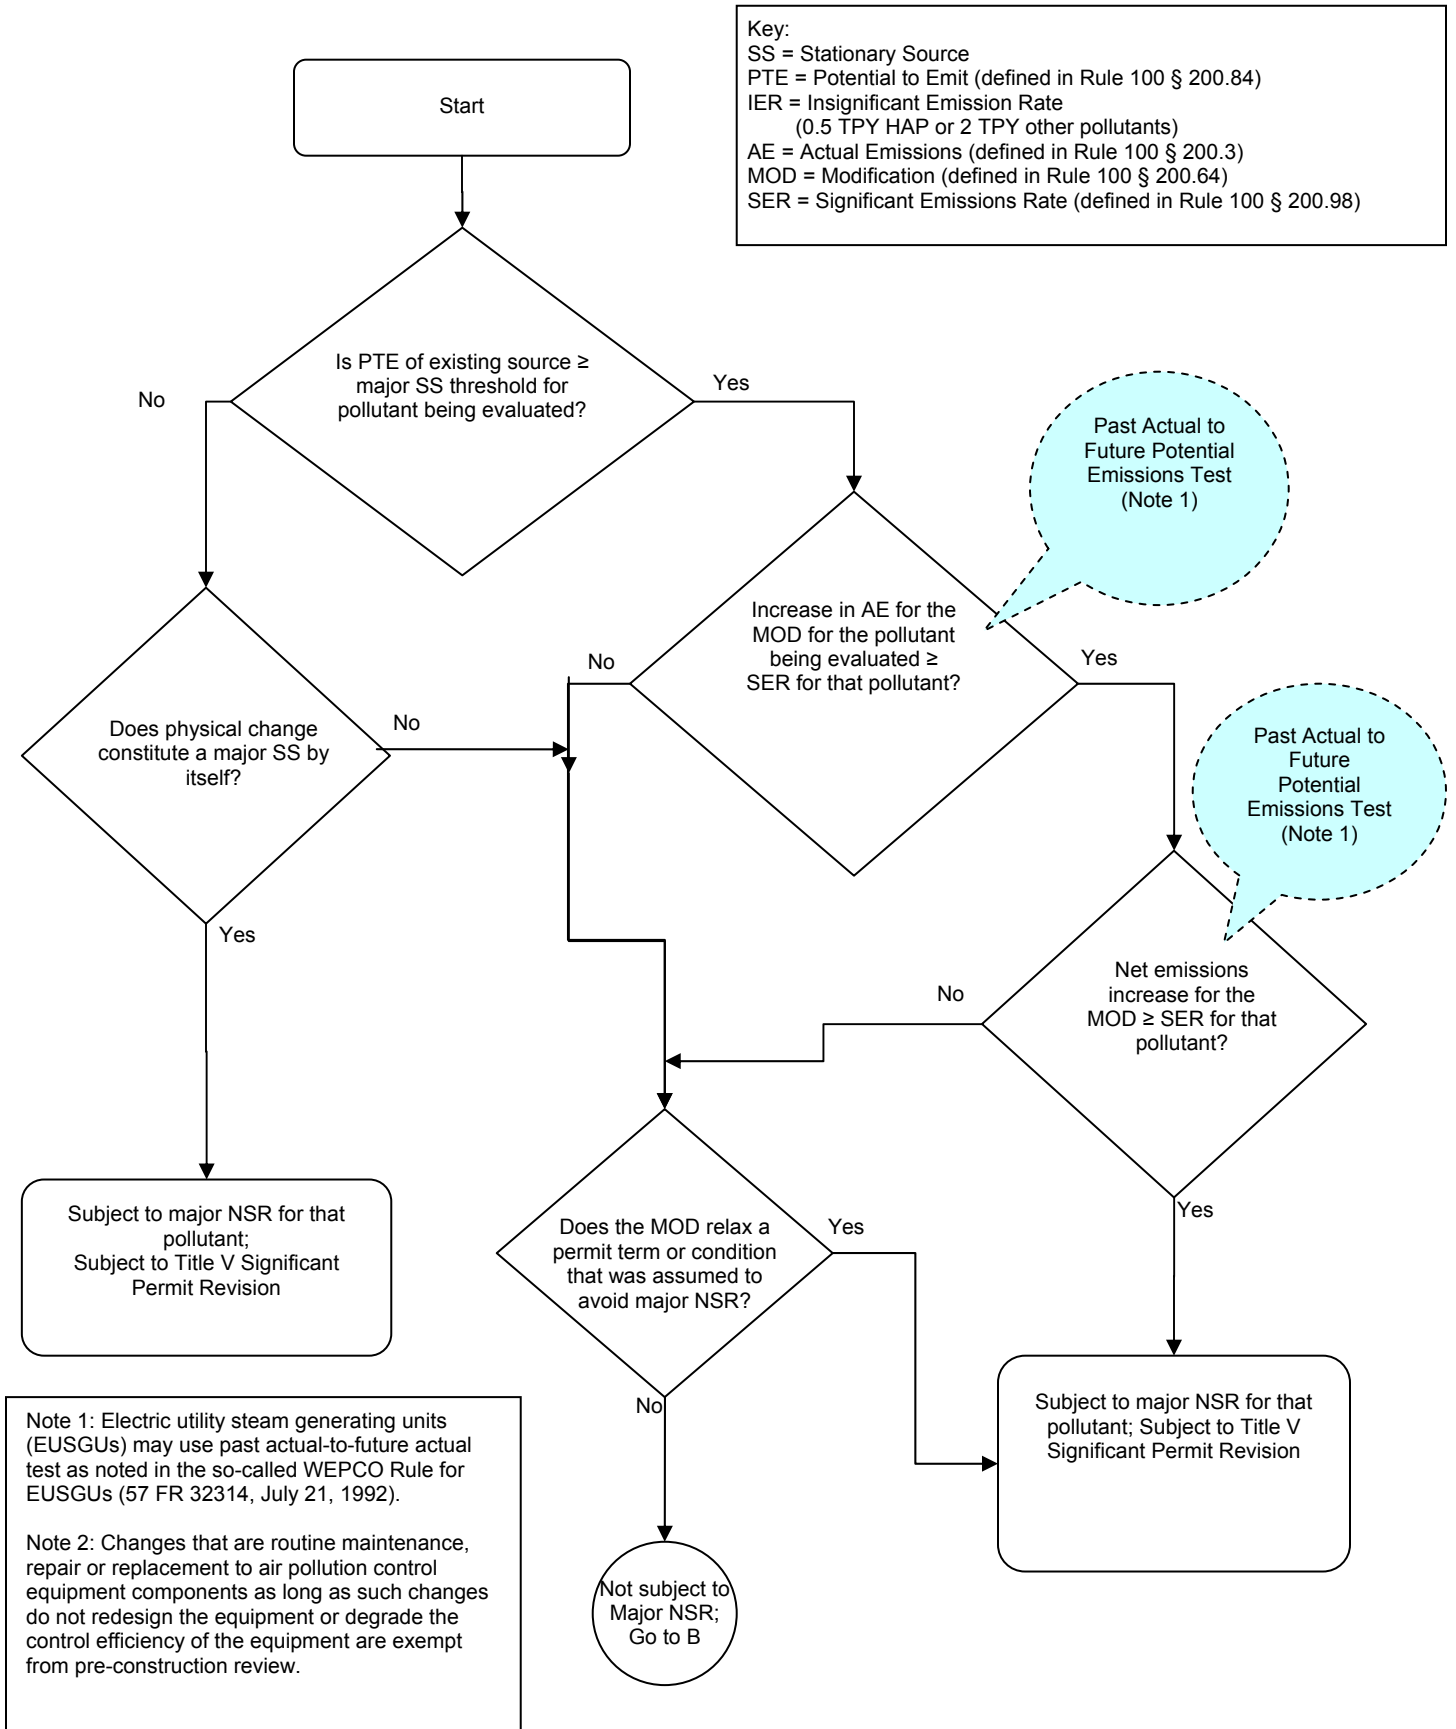 Key:
SS = Stationary Source
PTE = Potential to Emit (defined in Rule 100 § 200.84)
IER = Insignificant Emission Rate
(0.5 TPY HAP or 2 TPY other pollutants)
AE = Actual Emissions (defined in Rule 100 § 200.3)
MOD = Modification (defined in Rule 100 § 200.64)
SER = Significant Emissions Rate (defined in Rule 100 § 200.98)
Start
Is PTE of existing source ≥
major SS threshold for
pollutant being evaluated?
No
Yes
Past Actual to
Future Potential
Emissions Test
(Note 1)
Increase in AE for the
MOD for the pollutant
being evaluated ≥
SER for that pollutant?
No
Yes
Does physical change
constitute a major SS by
itself?
No
Yes
Past Actual to
Future
Potential
Emissions Test
(Note 1)
Net emissions
increase for the
MOD ≥ SER for that
pollutant?
No
Yes
Subject to major NSR for that
pollutant;
Subject to Title V Significant
Permit Revision
Does the MOD relax a
permit term or condition
that was assumed to
avoid major NSR?
Yes
No
Subject to major NSR for that
pollutant; Subject to Title V
Significant Permit Revision
Note 1: Electric utility steam generating units
(EUSGUs) may use past actual-to-future actual
test as noted in the so-called WEPCO Rule for
EUSGUs (57 FR 32314, July 21, 1992).
Note 2: Changes that are routine maintenance,
repair or replacement to air pollution control
equipment components as long as such changes
do not redesign the equipment or degrade the
control efficiency of the equipment are exempt
from pre-construction review.
Not subject to
Major NSR;
Go to B